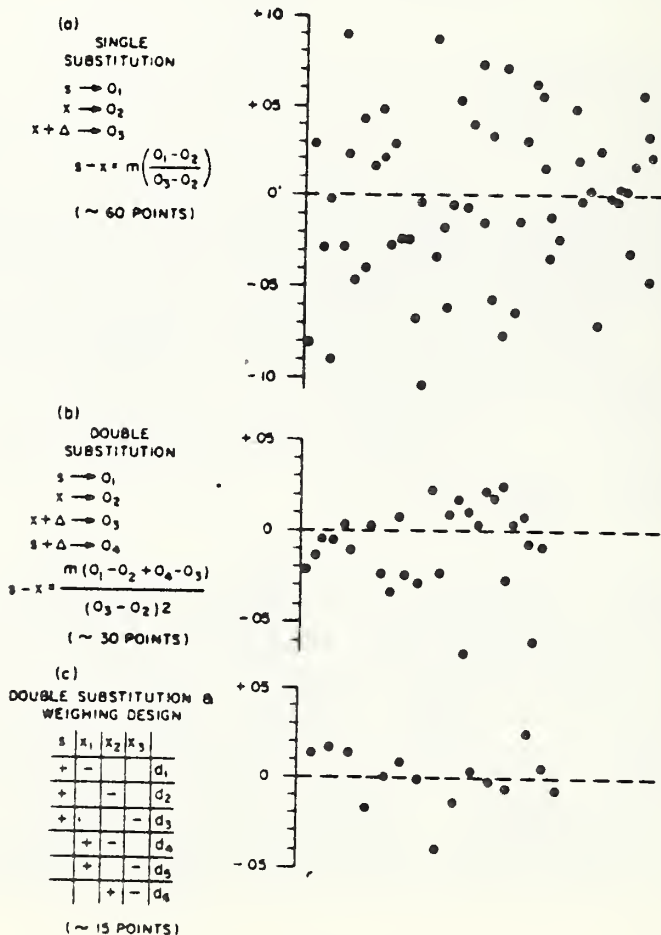 (a)
SINGLE
SUBSTITUTION
s → O₁
x → O₂
x + Δ → O₃
s - x = m((O₁-O₂)/(O₃-O₂))
(~ 60 POINTS)
+.10
+.05
0
-.05
-.10
(b)
DOUBLE
SUBSTITUTION
s → O₁
x → O₂
x + Δ → O₃
s + Δ → O₄
s - x = m(O₁-O₂+O₄-O₃)
(O₃-O₂)2
(~ 30 POINTS)
+.05
0
-.05
(c)
DOUBLE SUBSTITUTION &
WEIGHING DESIGN
s x₁ x₂ x₃
+ - d₁
+ - d₂
+ - d₃
+ - d₄
+ - d₅
+ - d₆
(~ 15 POINTS)
+.05
0
-.05